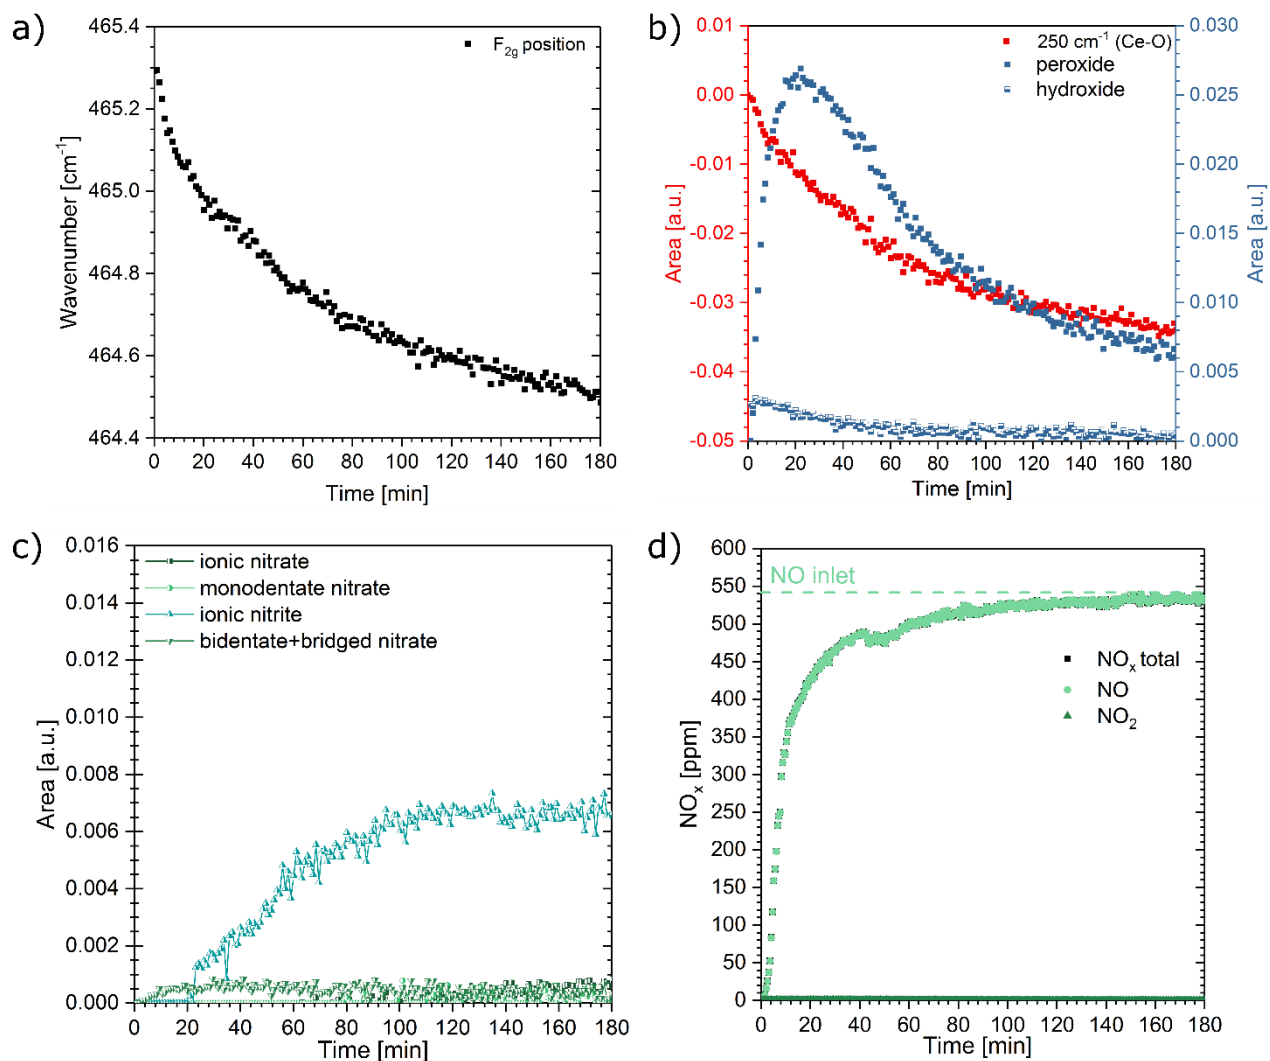 a)
465.4
465.2
465.0
464.8
464.6
464.4
Wavenumber [cm⁻¹]
F₂g position
0 20 40 60 80 100 120 140 160 180
Time [min]
b)
0.01
0.00
-0.01
-0.02
-0.03
-0.04
-0.05
Area [a.u.]
250 cm⁻¹ (Ce-O)
peroxide
hydroxide
0.030
0.025
0.020
0.015
0.010
0.005
0.000
Area [a.u.]
0 20 40 60 80 100 120 140 160 180
Time [min]
c)
0.016
0.014
0.012
0.010
0.008
0.006
0.004
0.002
0.000
Area [a.u.]
ionic nitrate
monodentate nitrate
ionic nitrite
bidentate+bridged nitrate
0 20 40 60 80 100 120 140 160 180
Time [min]
d)
600
550
500
450
400
350
300
250
200
150
100
50
0
NOₓ [ppm]
NO inlet
NOₓ total
NO
NO₂
0 20 40 60 80 100 120 140 160 180
Time [min]